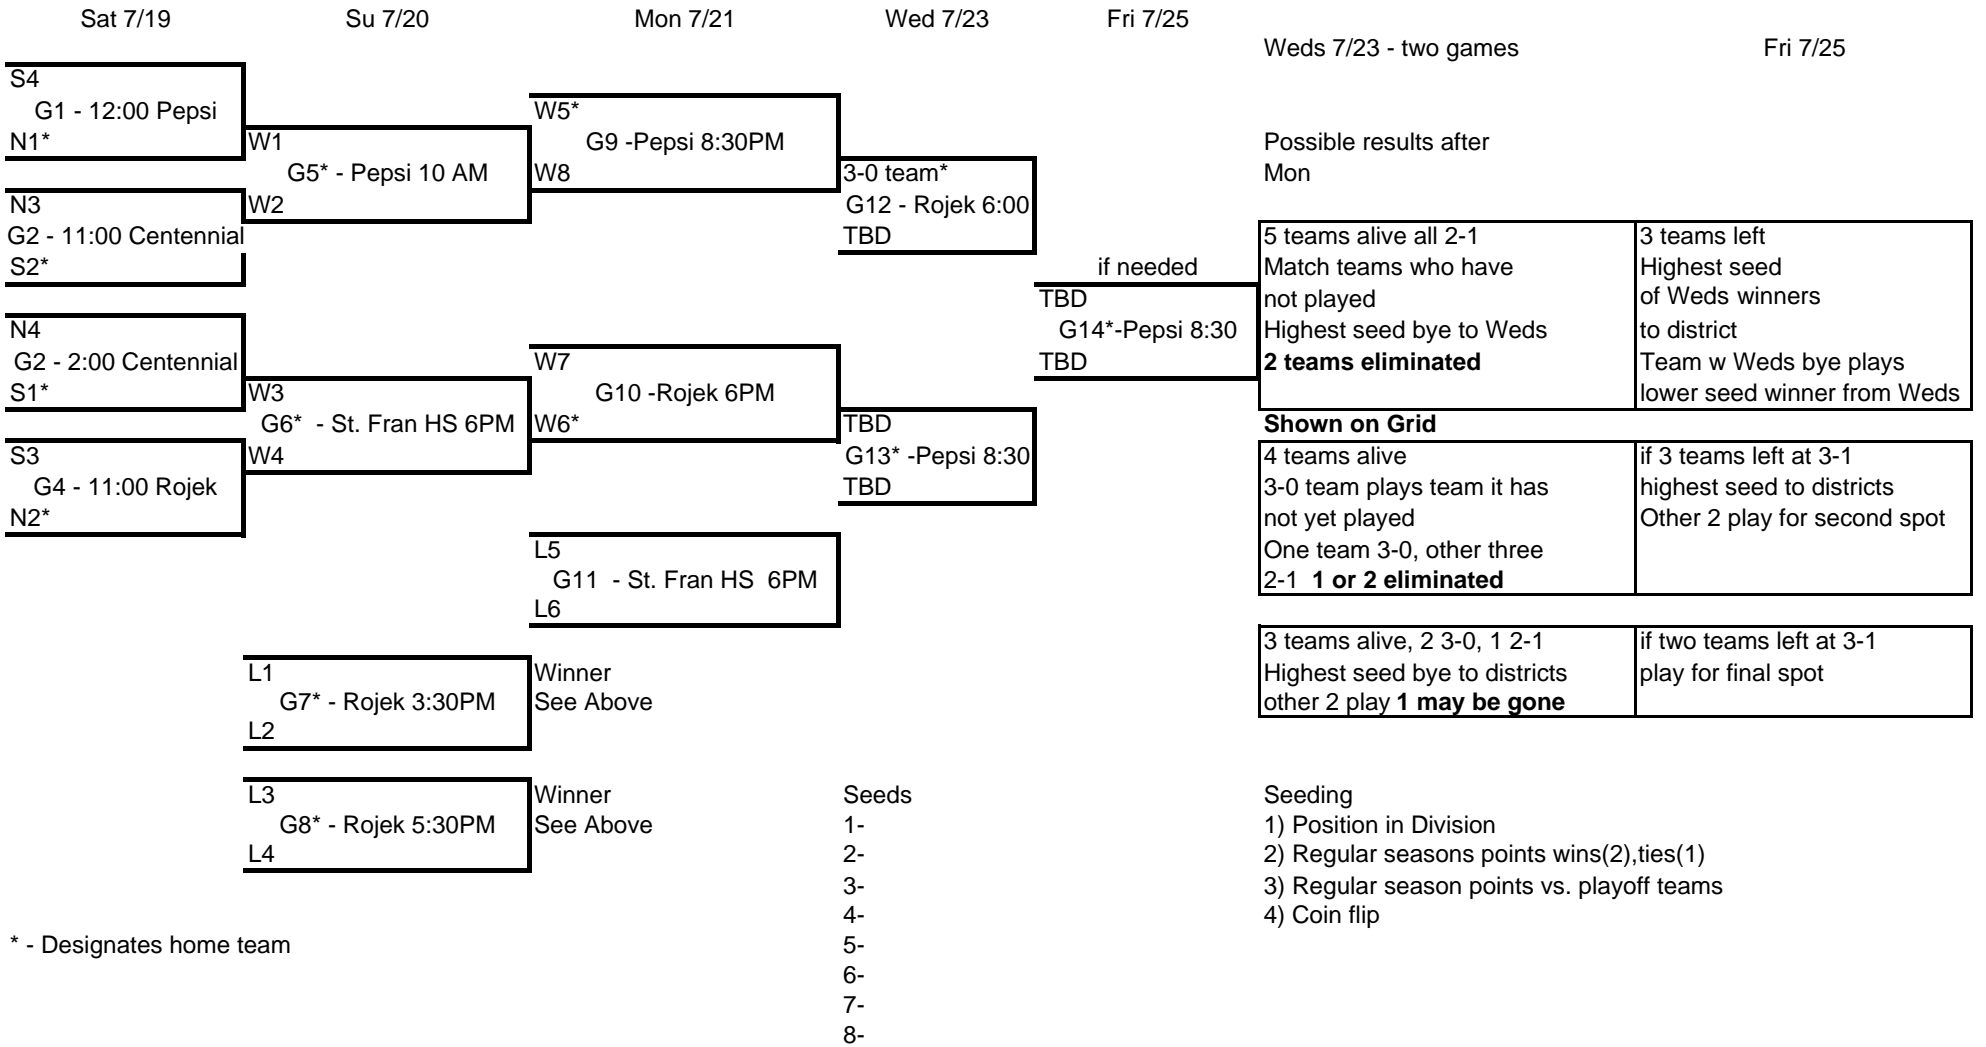 Sat 7/19
Su 7/20
Mon 7/21
Wed 7/23
Fri 7/25
Weds 7/23 - two games
Fri 7/25
S4
G1 - 12:00 Pepsi
N1*
N3
G2 - 11:00 Centennial
S2*
N4
G2 - 2:00 Centennial
S1*
S3
G4 - 11:00 Rojek
N2*
W1
G5* - Pepsi 10 AM
W2
W3
G6* - St. Fran HS 6PM
W4
L1
G7* - Rojek 3:30PM
L2
L3
G8* - Rojek 5:30PM
L4
W5*
G9 -Pepsi 8:30PM
W8
W7
G10 -Rojek 6PM
W6*
L5
G11 - St. Fran HS 6PM
L6
Winner
See Above
Winner
See Above
3-0 team*
G12 - Rojek 6:00
TBD
TBD
G13* -Pepsi 8:30
TBD
if needed
TBD
G14*-Pepsi 8:30
TBD
Possible results after
Mon
5 teams alive all 2-1
Match teams who have
not played
Highest seed bye to Weds
2 teams eliminated
3 teams left
Highest seed
of Weds winners
to district
Team w Weds bye plays
lower seed winner from Weds
Shown on Grid
4 teams alive
3-0 team plays team it has
not yet played
One team 3-0, other three
2-1 1 or 2 eliminated
if 3 teams left at 3-1
highest seed to districts
Other 2 play for second spot
3 teams alive, 2 3-0, 1 2-1
Highest seed bye to districts
other 2 play 1 may be gone
if two teams left at 3-1
play for final spot
Seeds
1-
2-
3-
4-
5-
6-
7-
8-
Seeding
1) Position in Division
2) Regular seasons points wins(2),ties(1)
3) Regular season points vs. playoff teams
4) Coin flip
* - Designates home team